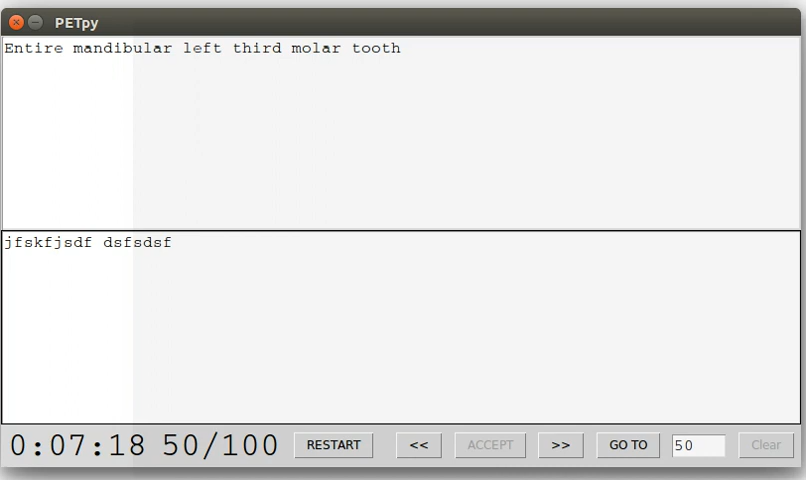 PETpy
Entire mandibular left third molar tooth
jfskfjsdf dsfsdsf
0:07:18 50/100 RESTART << ACCEPT >> GO TO 50 Clear